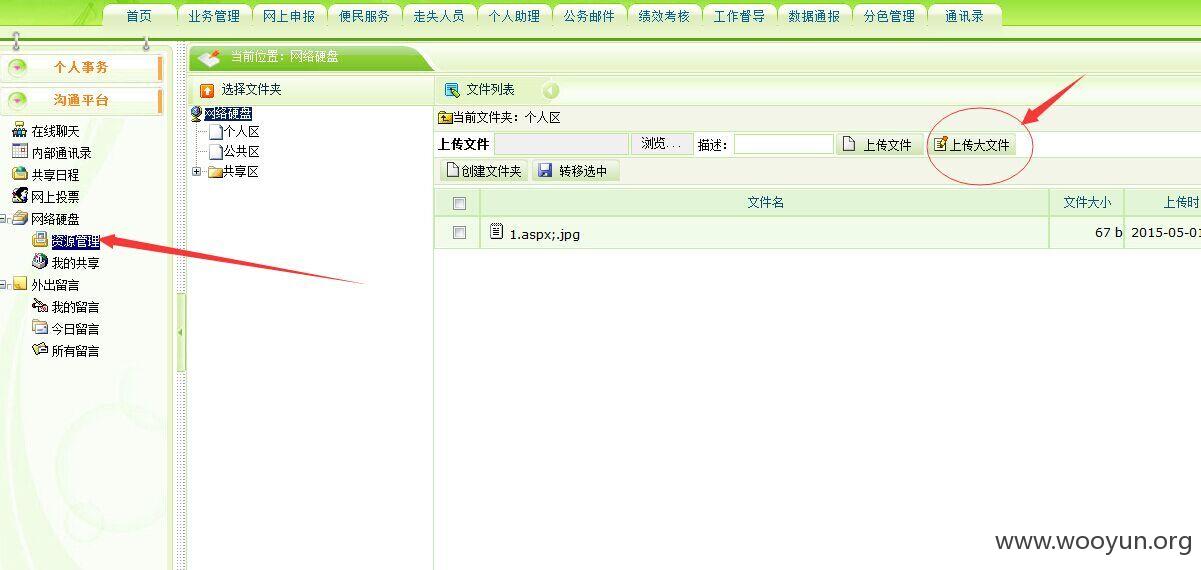 首页 业务管理 网上申报 便民服务 走失人员 个人助理 公务邮件 绩效考核 工作督导 数据通报 分色管理 通讯录
个人事务
沟通平台
在线聊天
内部通讯录
共享日程
网上投票
网络硬盘
资源管理
我的共享
外出留言
我的留言
今日留言
所有留言
当前位置：网络硬盘
选择文件夹
网络硬盘
个人区
公共区
共享区
文件列表
当前文件夹：个人区
上传文件 浏览... 描述： 上传文件 上传大文件
创建文件夹 转移选中
文件名 文件大小 上传时
1.aspx;.jpg 67 b 2015-05-01
www.wooyun.org